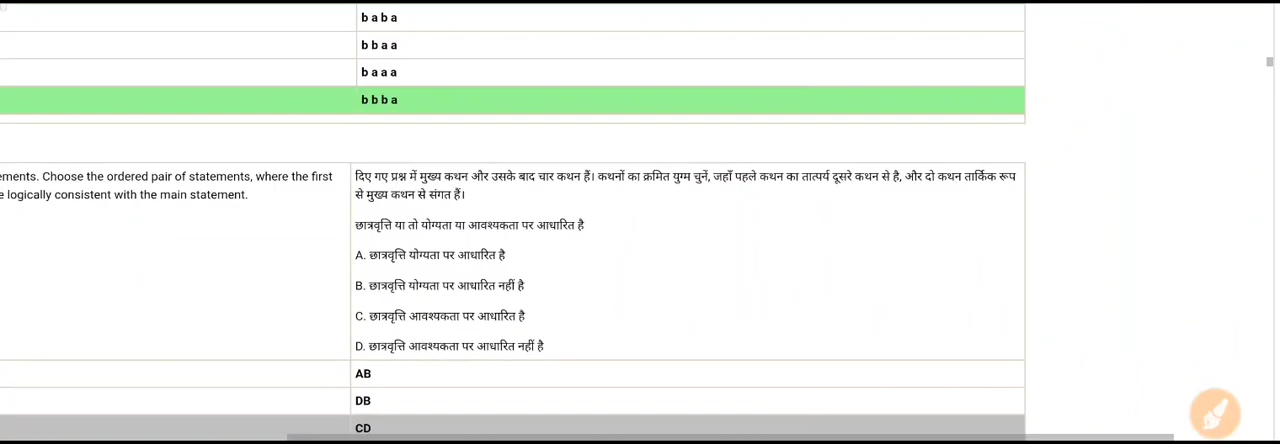 b a b a
b b a a
b a a a
b b b a
ements. Choose the ordered pair of statements, where the first
e logically consistent with the main statement.
दिए गए प्रश्न में मुख्य कथन और उसके बाद चार कथन हैं। कथनों का क्रमित युग्म चुनें, जहाँ पहले कथन का तात्पर्य दूसरे कथन से है, और दो कथन तार्किक रूप
से मुख्य कथन से संगत हैं।
छात्रवृत्ति या तो योग्यता या आवश्यकता पर आधारित है
A. छात्रवृत्ति योग्यता पर आधारित है
B. छात्रवृत्ति योग्यता पर आधारित नहीं है
C. छात्रवृत्ति आवश्यकता पर आधारित है
D. छात्रवृत्ति आवश्यकता पर आधारित नहीं है
AB
DB
CD